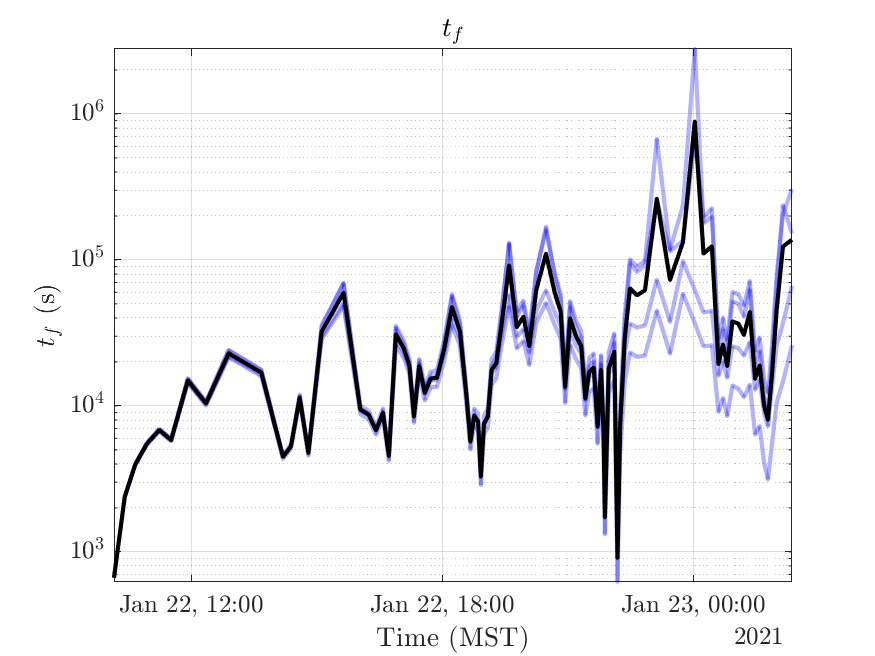 t_f
10^6
10^5
10^4
10^3
t_f (s)
Jan 22, 12:00
Jan 22, 18:00
Jan 23, 00:00
Time (MST)
2021